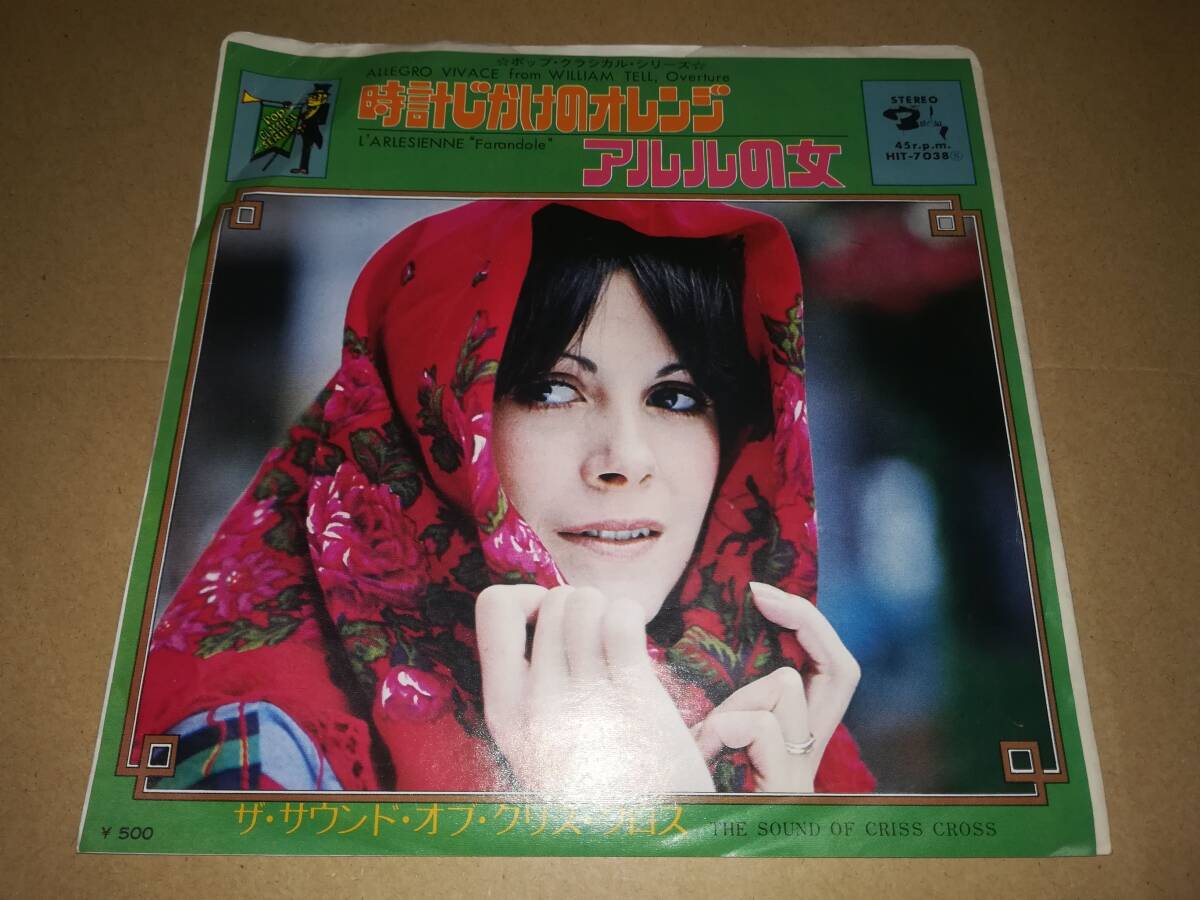 ☆ポップ・クラシカル・シリーズ☆
ALLEGRO VIVACE from WILLIAM TELL, Overture
時計じかけのオレンジ
L'ARLESIENNE "Farandole"
アルルの女
POP
CLASSICAL
SERIES
STEREO
45r.p.m.
HIT-7038
ザ・サウンド・オブ・クリス・クロス
THE SOUND OF CRISS CROSS
¥500